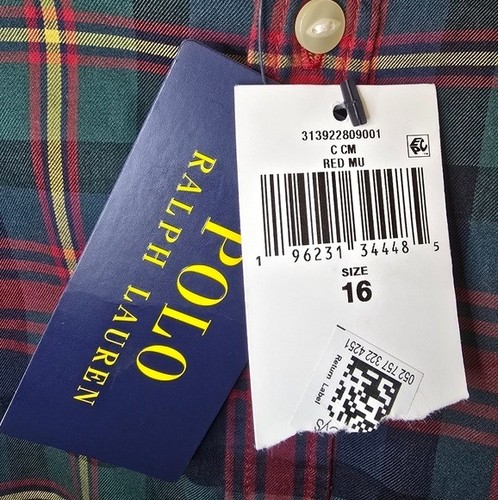 POLO
RALPH LAUREN
313922809001
C CM
RED MU
1 96231 34448 5
SIZE
16
052 757 322 4251
Return Label